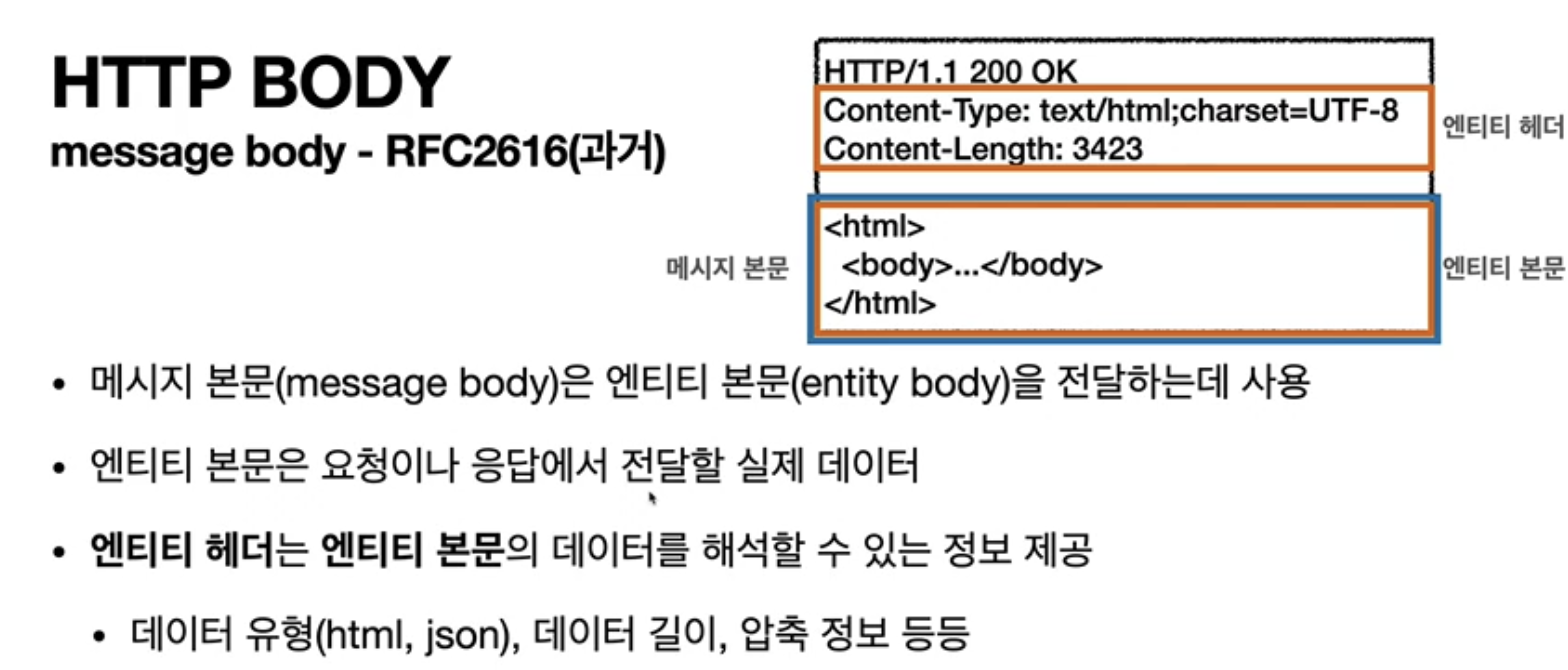 HTTP BODY
message body - RFC2616(과거)
HTTP/1.1 200 OK
Content-Type: text/html;charset=UTF-8
Content-Length: 3423
엔티티 헤더
<html>
<body>...</body>
</html>
메시지 본문
엔티티 본문
• 메시지 본문(message body)은 엔티티 본문(entity body)을 전달하는데 사용
• 엔티티 본문은 요청이나 응답에서 전달할 실제 데이터
• 엔티티 헤더는 엔티티 본문의 데이터를 해석할 수 있는 정보 제공
• 데이터 유형(html, json), 데이터 길이, 압축 정보 등등